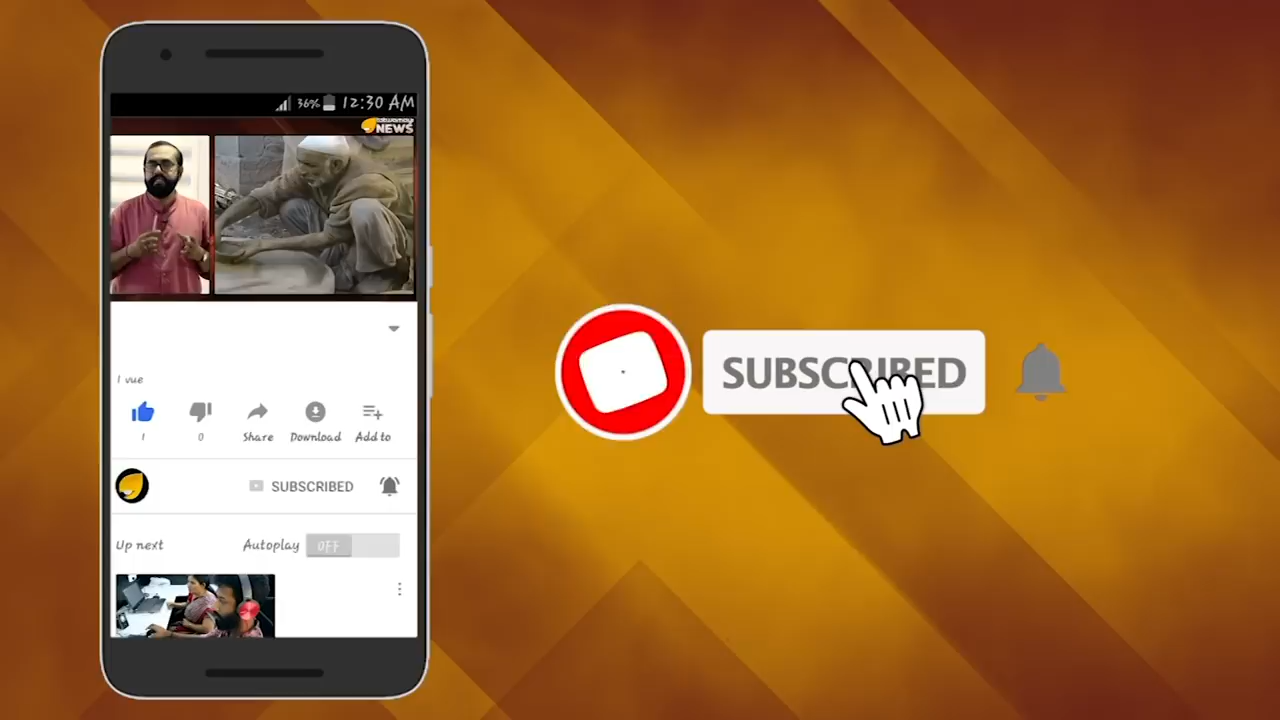 36% 12:30 AM
NEWS
1 vue
1
0
Share
Download
Add to
SUBSCRIBED
Up next
Autoplay
OFF
SUBSCRIBED